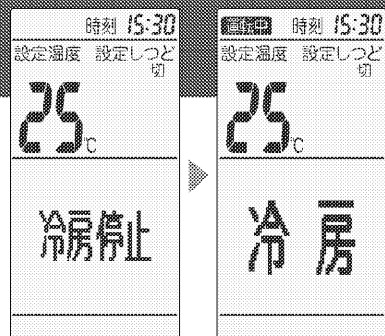 時刻 15:30
設定温度 設定しつど
切
25℃
冷房停止
運転中 時刻 15:30
設定温度 設定しつど
切
25℃
冷房